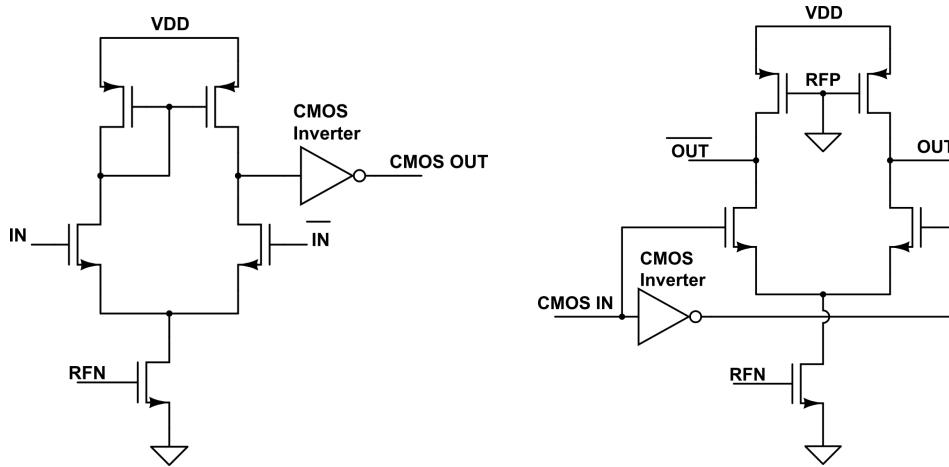 VDD
CMOS
Inverter
CMOS OUT
IN
IN
RFN
VDD
RFP
OUT
OUT
CMOS
Inverter
CMOS IN
RFN